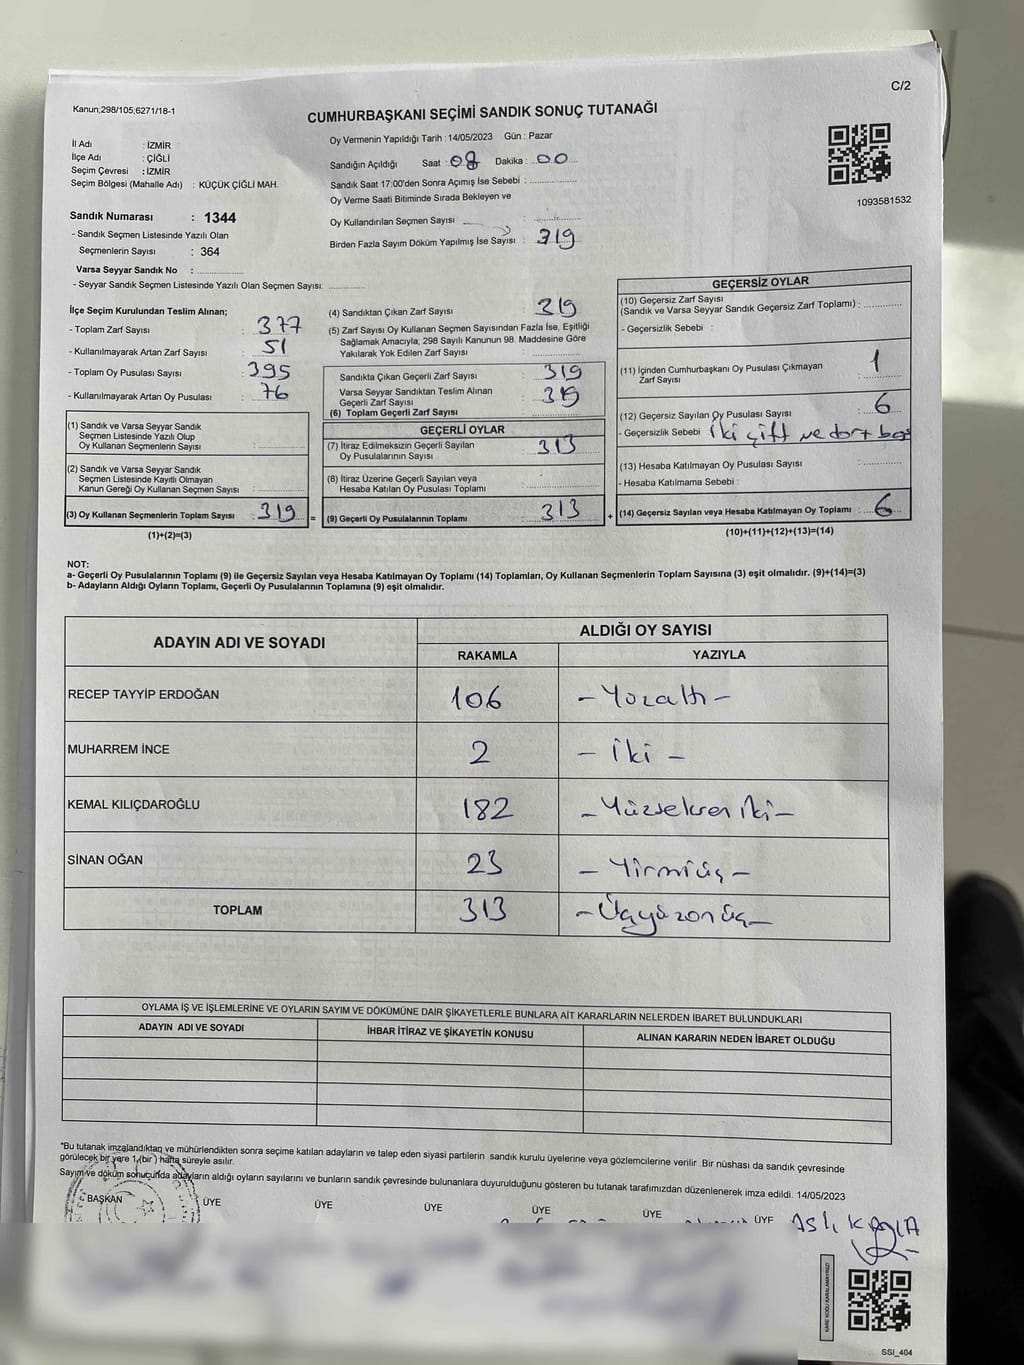 C/2
Kanun;298/105;6271/18-1
CUMHURBAŞKANI SEÇİMİ SANDIK SONUÇ TUTANAĞI
İl Adı : İZMİR
İlçe Adı : ÇİĞLİ
Seçim Çevresi : İZMİR
Seçim Bölgesi (Mahalle Adı) : KÜÇÜK ÇİĞLİ MAH.
Sandık Numarası : 1344
- Sandık Seçmen Listesinde Yazılı Olan
Seçmenlerin Sayısı : 364
Varsa Seyyar Sandık No :
- Seyyar Sandık Seçmen Listesinde Yazılı Olan Seçmen Sayısı:
Oy Vermenin Yapıldığı Tarih : 14/05/2023 Gün : Pazar
Sandığın Açıldığı Saat : 08 Dakika : 00
Sandık Saat 17:00'den Sonra Açımış İse Sebebi :
Oy Verme Saati Bitiminde Sırada Bekleyen ve
Oy Kullandırılan Seçmen Sayısı :
Birden Fazla Sayım Döküm Yapılmış İse Sayısı : 319
1093581532
İlçe Seçim Kurulundan Teslim Alınan;
- Toplam Zarf Sayısı : 377
- Kullanılmayarak Artan Zarf Sayısı : 51
- Toplam Oy Pusulası Sayısı : 395
- Kullanılmayarak Artan Oy Pusulası : 76
(1) Sandık ve Varsa Seyyar Sandık
Seçmen Listesinde Yazılı Olup
Oy Kullanan Seçmenlerin Sayısı :
(2) Sandık ve Varsa Seyyar Sandık
Seçmen Listesinde Kayıtlı Olmayan
Kanun Gereği Oy Kullanan Seçmen Sayısı :
(3) Oy Kullanan Seçmenlerin Toplam Sayısı : 319 =
(1)+(2)=(3)
(4) Sandıktan Çıkan Zarf Sayısı : 319
(5) Zarf Sayısı Oy Kullanan Seçmen Sayısından Fazla İse, Eşitliği
Sağlamak Amacıyla; 298 Sayılı Kanunun 98. Maddesine Göre
Yakılarak Yok Edilen Zarf Sayısı :
Sandıkta Çıkan Geçerli Zarf Sayısı : 319
Varsa Seyyar Sandıktan Teslim Alınan
Geçerli Zarf Sayısı : 319
(6) Toplam Geçerli Zarf Sayısı :
GEÇERLİ OYLAR
(7) İtiraz Edilmeksizin Geçerli Sayılan
Oy Pusulalarının Sayısı : 313
(8) İtiraz Üzerine Geçerli Sayılan veya
Hesaba Katılan Oy Pusulası Toplamı :
(9) Geçerli Oy Pusulalarının Toplamı : 313 +
GEÇERSİZ OYLAR
(10) Geçersiz Zarf Sayısı
(Sandık ve Varsa Seyyar Sandık Geçersiz Zarf Toplamı) :
- Geçersizlik Sebebi :
(11) İçinden Cumhurbaşkanı Oy Pusulası Çıkmayan
Zarf Sayısı : 1
(12) Geçersiz Sayılan Oy Pusulası Sayısı : 6
- Geçersizlik Sebebi : iki çift ve dört
(13) Hesaba Katılmayan Oy Pusulası Sayısı :
- Hesaba Katılmama Sebebi :
(14) Geçersiz Sayılan veya Hesaba Katılmayan Oy Toplamı : 6
(10)+(11)+(12)+(13)=(14)
NOT:
a- Geçerli Oy Pusulalarının Toplamı (9) ile Geçersiz Sayılan veya Hesaba Katılmayan Oy Toplamı (14) Toplamları, Oy Kullanan Seçmenlerin Toplam Sayısına (3) eşit olmalıdır. (9)+(14)=(3)
b- Adayların Aldığı Oyların Toplamı, Geçerli Oy Pusulalarının Toplamına (9) eşit olmalıdır.
ADAYIN ADI VE SOYADI ALDIĞI OY SAYISI
RAKAMLA YAZIYLA
RECEP TAYYİP ERDOĞAN 106 - Yüzaltı -
MUHARREM İNCE 2 - İki -
KEMAL KILIÇDAROĞLU 182 - Yüzseksen iki -
SİNAN OĞAN 23 - Yirmiüç -
TOPLAM 313 - Üçyüzonüç -
OYLAMA İŞ VE İŞLEMLERİNE VE OYLARIN SAYIM VE DÖKÜMÜNE DAİR ŞİKAYETLERLE BUNLARA AİT KARARLARIN NELERDEN İBARET BULUNDUKLARI
ADAYIN ADI VE SOYADI İHBAR İTİRAZ VE ŞİKAYETİN KONUSU ALINAN KARARIN NEDEN İBARET OLDUĞU
*Bu tutanak imzalandıktan ve mühürlendikten sonra seçime katılan adayların ve talep eden siyasi partilerin sandık kurulu üyelerine veya gözlemcilerine verilir .Bir nüshası da sandık çevresinde
görülecek bir yere 1 (bir) hafta süreyle asılır.
Sayım ve döküm sonucunda adayların aldığı oyların sayılarını ve bunların sandık çevresinde bulunanlara duyurulduğunu gösteren bu tutanak tarafımızdan düzenlenerek imza edildi. 14/05/2023
BAŞKAN ÜYE ÜYE ÜYE ÜYE ÜYE ÜYE ASLI KAYLA
SSI_404